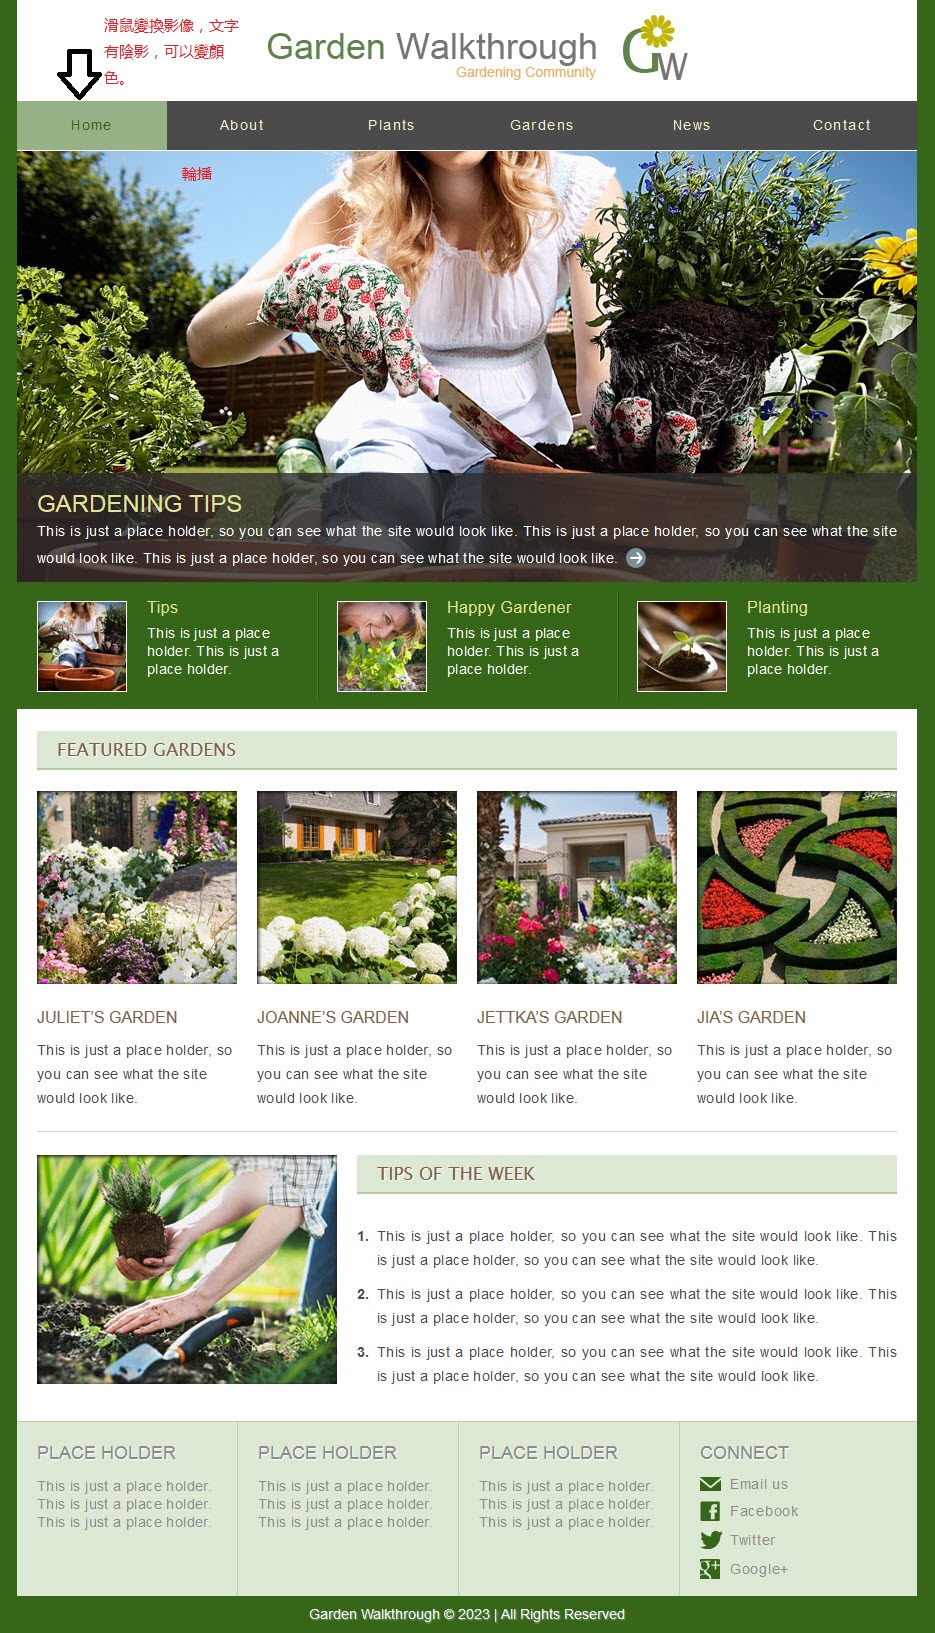 滑鼠變換影像，文字
有陰影，可以變顏
色。
Garden Walkthrough
Gardening Community
GW
Home About Plants Gardens News Contact
輪播
GARDENING TIPS
This is just a place holder, so you can see what the site would look like. This is just a place holder, so you can see what the site
would look like. This is just a place holder, so you can see what the site would look like.
Tips
This is just a place
holder. This is just a
place holder.
Happy Gardener
This is just a place
holder. This is just a
place holder.
Planting
This is just a place
holder. This is just a
place holder.
FEATURED GARDENS
JULIET’S GARDEN
This is just a place holder, so
you can see what the site
would look like.
JOANNE’S GARDEN
This is just a place holder, so
you can see what the site
would look like.
JETTKA’S GARDEN
This is just a place holder, so
you can see what the site
would look like.
JIA’S GARDEN
This is just a place holder, so
you can see what the site
would look like.
TIPS OF THE WEEK
1. This is just a place holder, so you can see what the site would look like. This
is just a place holder, so you can see what the site would look like.
2. This is just a place holder, so you can see what the site would look like. This
is just a place holder, so you can see what the site would look like.
3. This is just a place holder, so you can see what the site would look like. This
is just a place holder, so you can see what the site would look like.
PLACE HOLDER
This is just a place holder.
This is just a place holder.
This is just a place holder.
PLACE HOLDER
This is just a place holder.
This is just a place holder.
This is just a place holder.
PLACE HOLDER
This is just a place holder.
This is just a place holder.
This is just a place holder.
CONNECT
Email us
Facebook
Twitter
Google+
Garden Walkthrough © 2023 | All Rights Reserved